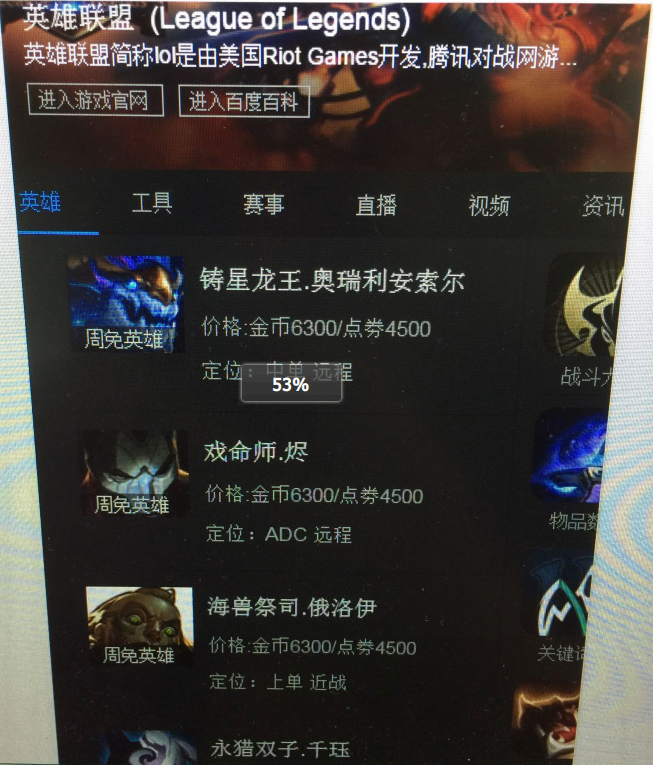 英雄联盟 (League of Legends)
英雄联盟简称lol是由美国Riot Games开发,腾讯对战网游...
进入游戏官网 进入百度百科
英雄 工具 赛事 直播 视频 资讯
铸星龙王.奥瑞利安索尔
价格:金币6300/点劵4500
周免英雄
定位：中单 远程
战斗
53%
戏命师.烬
价格:金币6300/点劵4500
周免英雄
物品
定位：ADC 远程
海兽祭司.俄洛伊
价格:金币6300/点劵4500
周免英雄
关键词
定位：上单 近战
永猎双子.千珏